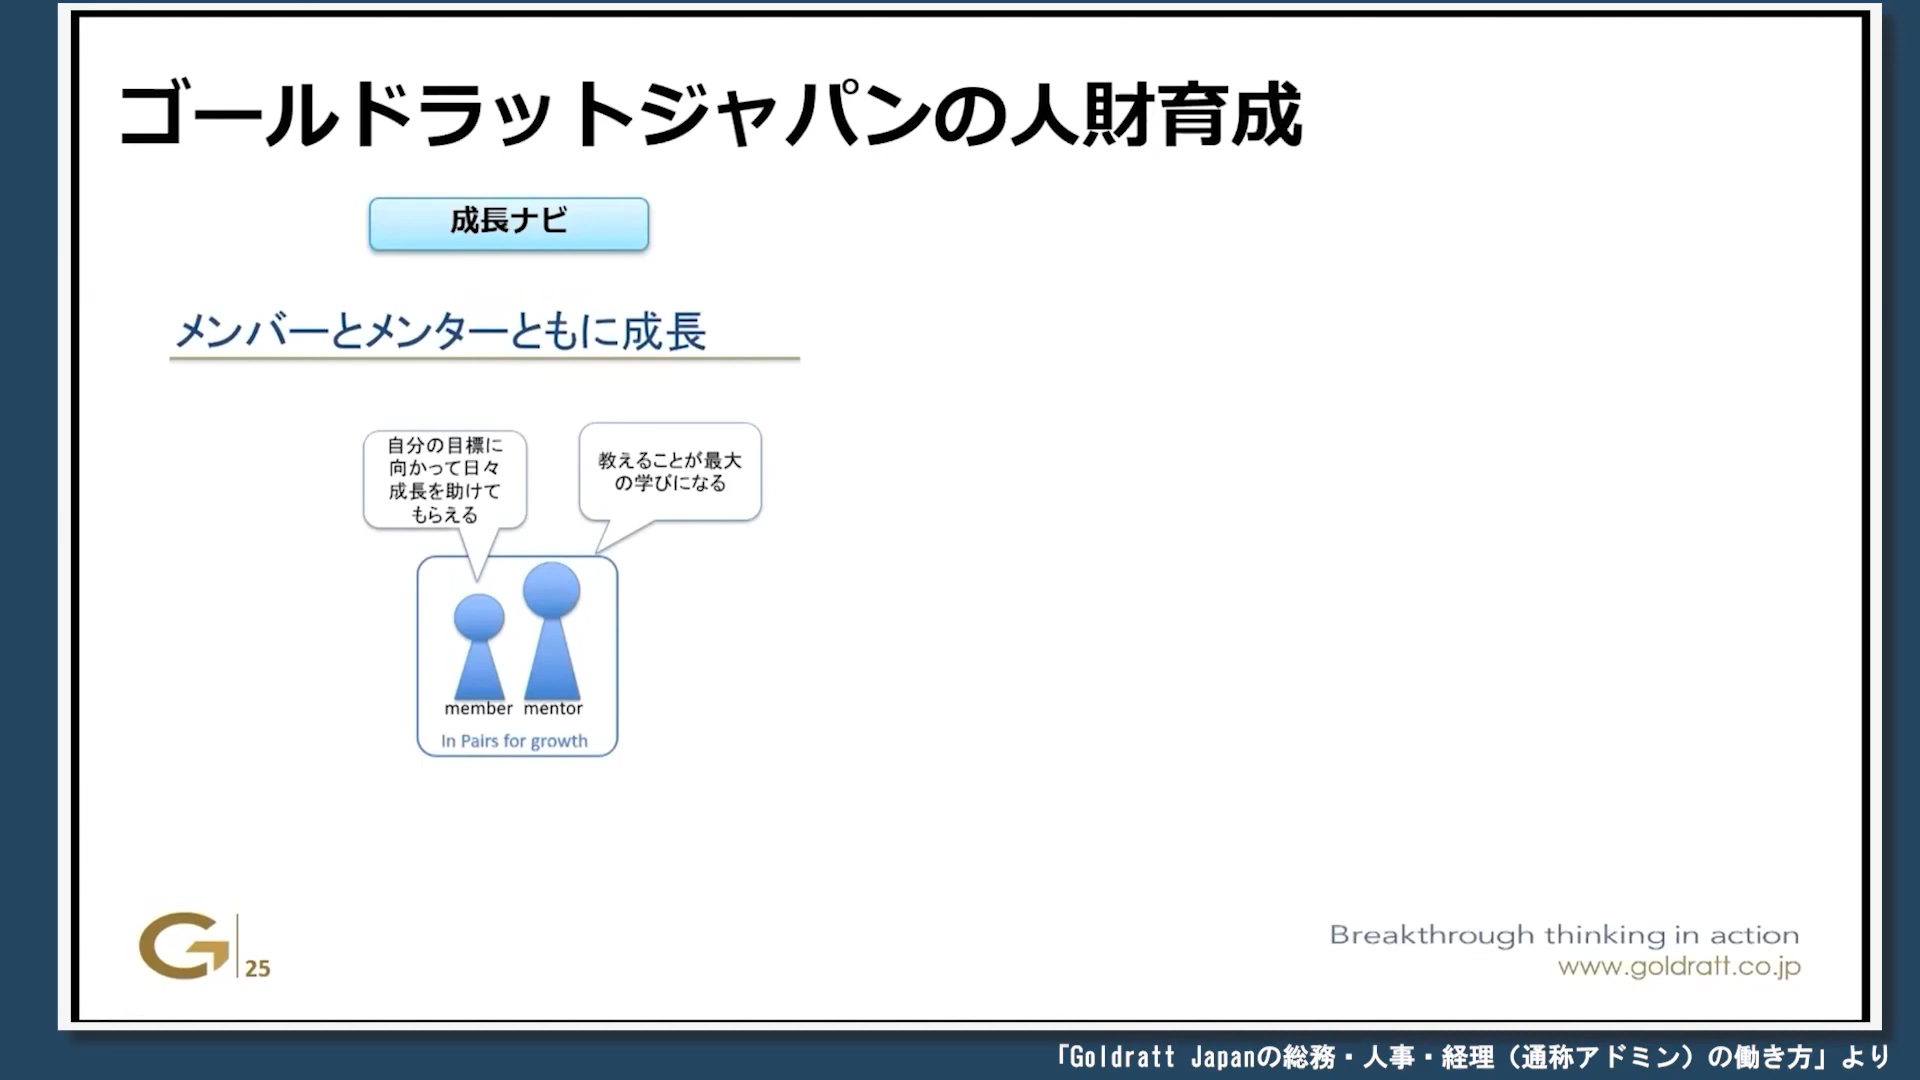 ゴールドラットジャパンの人財育成
成長ナビ
メンバーとメンターともに成長
自分の目標に
向かって日々
成長を助けて
もらえる
教えることが最大
の学びになる
member mentor
In Pairs for growth
G 25
Breakthrough thinking in action
www.goldratt.co.jp
「Goldratt Japanの総務・人事・経理（通称アドミン）の働き方」より